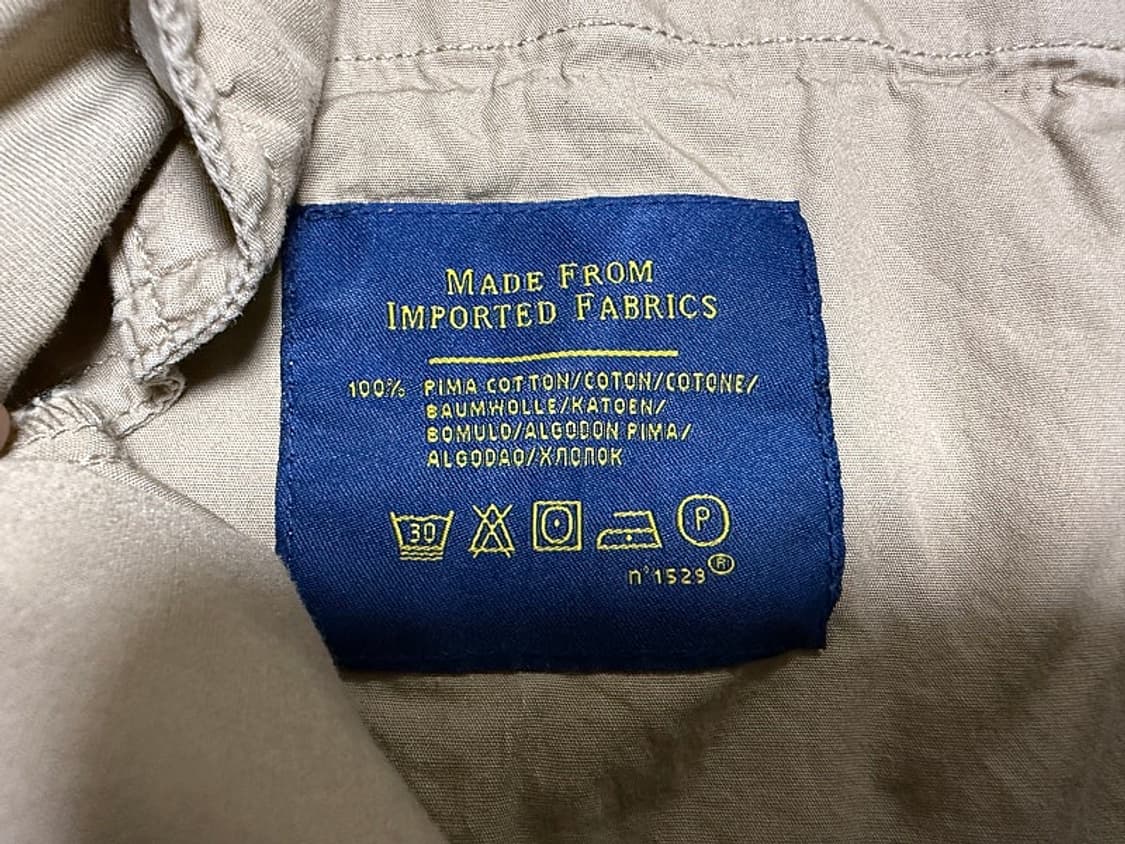 MADE FROM
IMPORTED FABRICS
100% PIMA COTTON/COTON/COTONE/
BAUMWOLLE/KATOEN/
BOMULD/ALGODON PIMA/
ALGODAO/ХЛОПОК
30 P
n°1529®